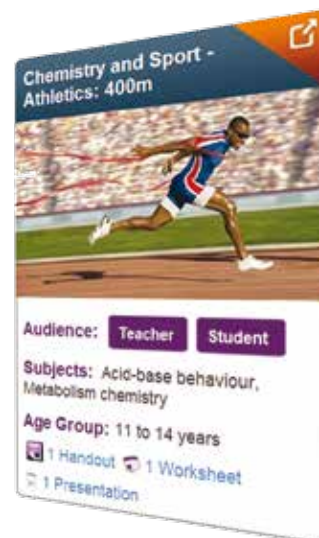 Chemistry and Sport -
Athletics: 400m
Audience: Teacher Student
Subjects: Acid-base behaviour,
Metabolism chemistry
Age Group: 11 to 14 years
1 Handout 1 Worksheet
1 Presentation